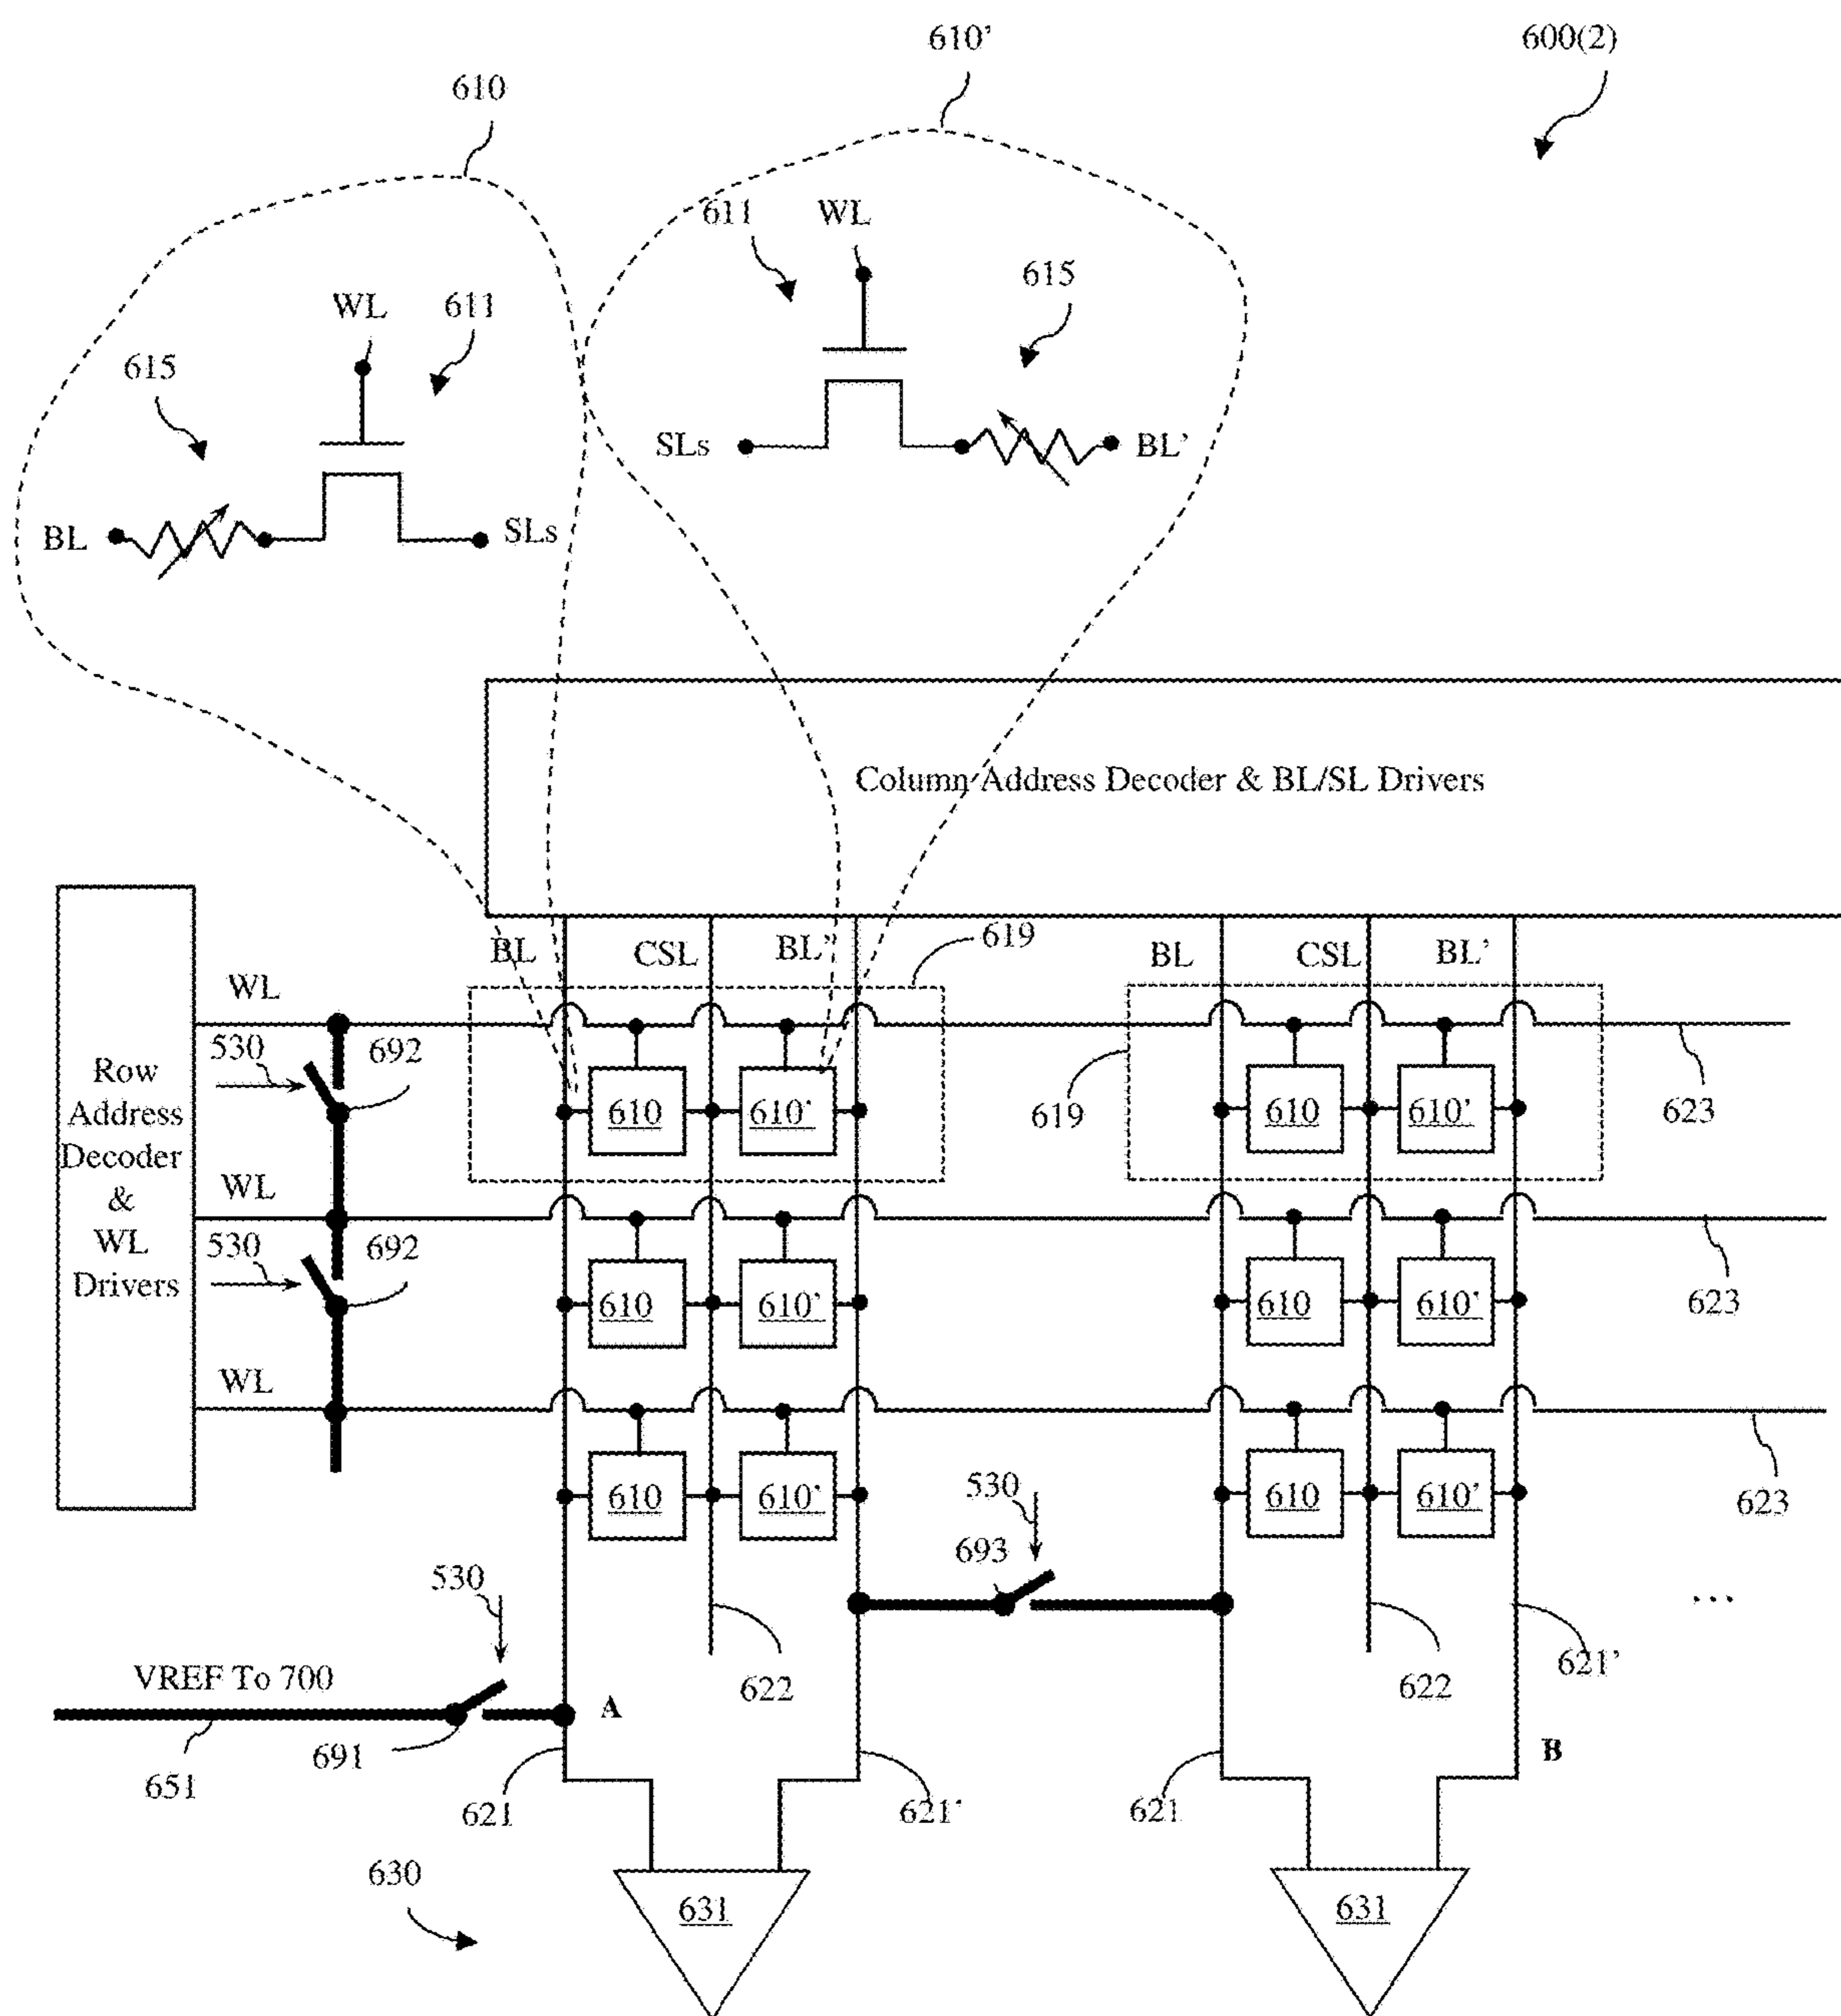 610'
600(2)
610
611
WL
615
WL
611
615
SLs
BL'
BL
SLs
Column Address Decoder & BL/SL Drivers
BL
CSL
BL'
619
BL
CSL
BL'
WL
530
692
Row
Address
Decoder
&
WL
Drivers
610
610'
619
610
610'
623
WL
530
692
610
610'
610
610'
623
WL
610
610'
610
610'
623
530
693
530
...
VREF To 700
A
622
622
621'
691
651
621
621'
621
B
630
631
631